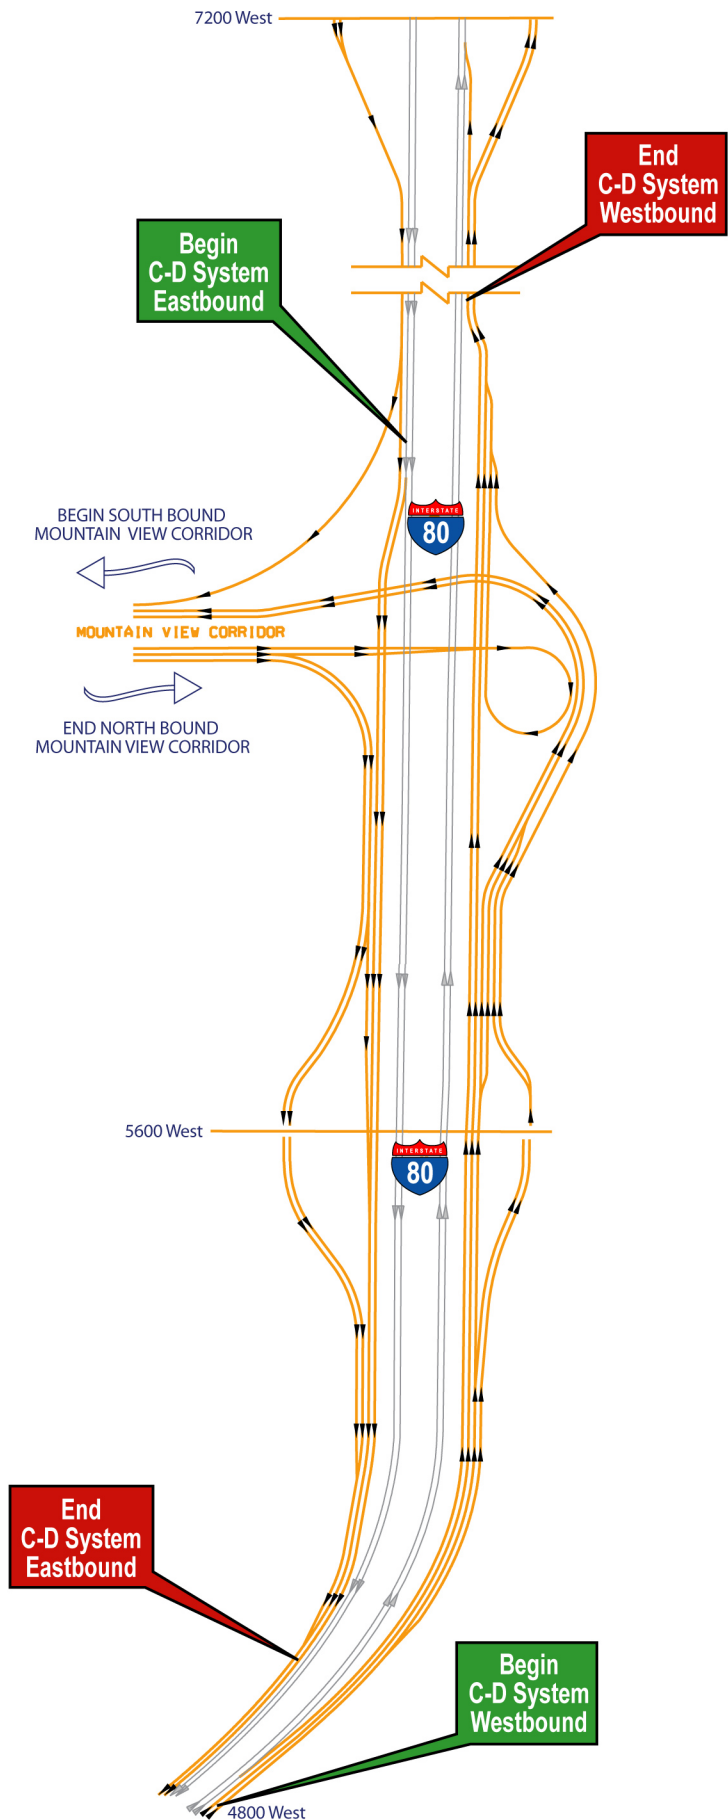 7200 West
End
C-D System
Westbound
Begin
C-D System
Eastbound
INTERSTATE
80
BEGIN SOUTH BOUND
MOUNTAIN VIEW CORRIDOR
MOUNTAIN VIEW CORRIDOR
END NORTH BOUND
MOUNTAIN VIEW CORRIDOR
5600 West
INTERSTATE
80
End
C-D System
Eastbound
Begin
C-D System
Westbound
4800 West